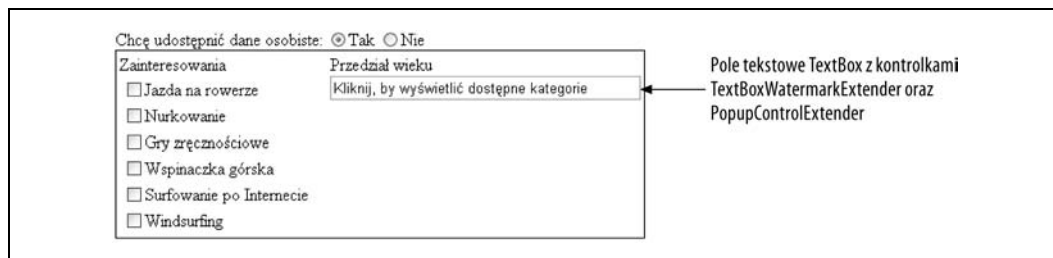 Chcę udostępnić dane osobiste: Tak Nie
Zainteresowania Przedział wieku
Jazda na rowerze Kliknij, by wyświetlić dostępne kategorie
Nurkowanie
Gry zręcznościowe
Wspinaczka górska
Surfowanie po Internecie
Windsurfing
Pole tekstowe TextBox z kontrolkami
TextBoxWatermarkExtender oraz
PopupControlExtender